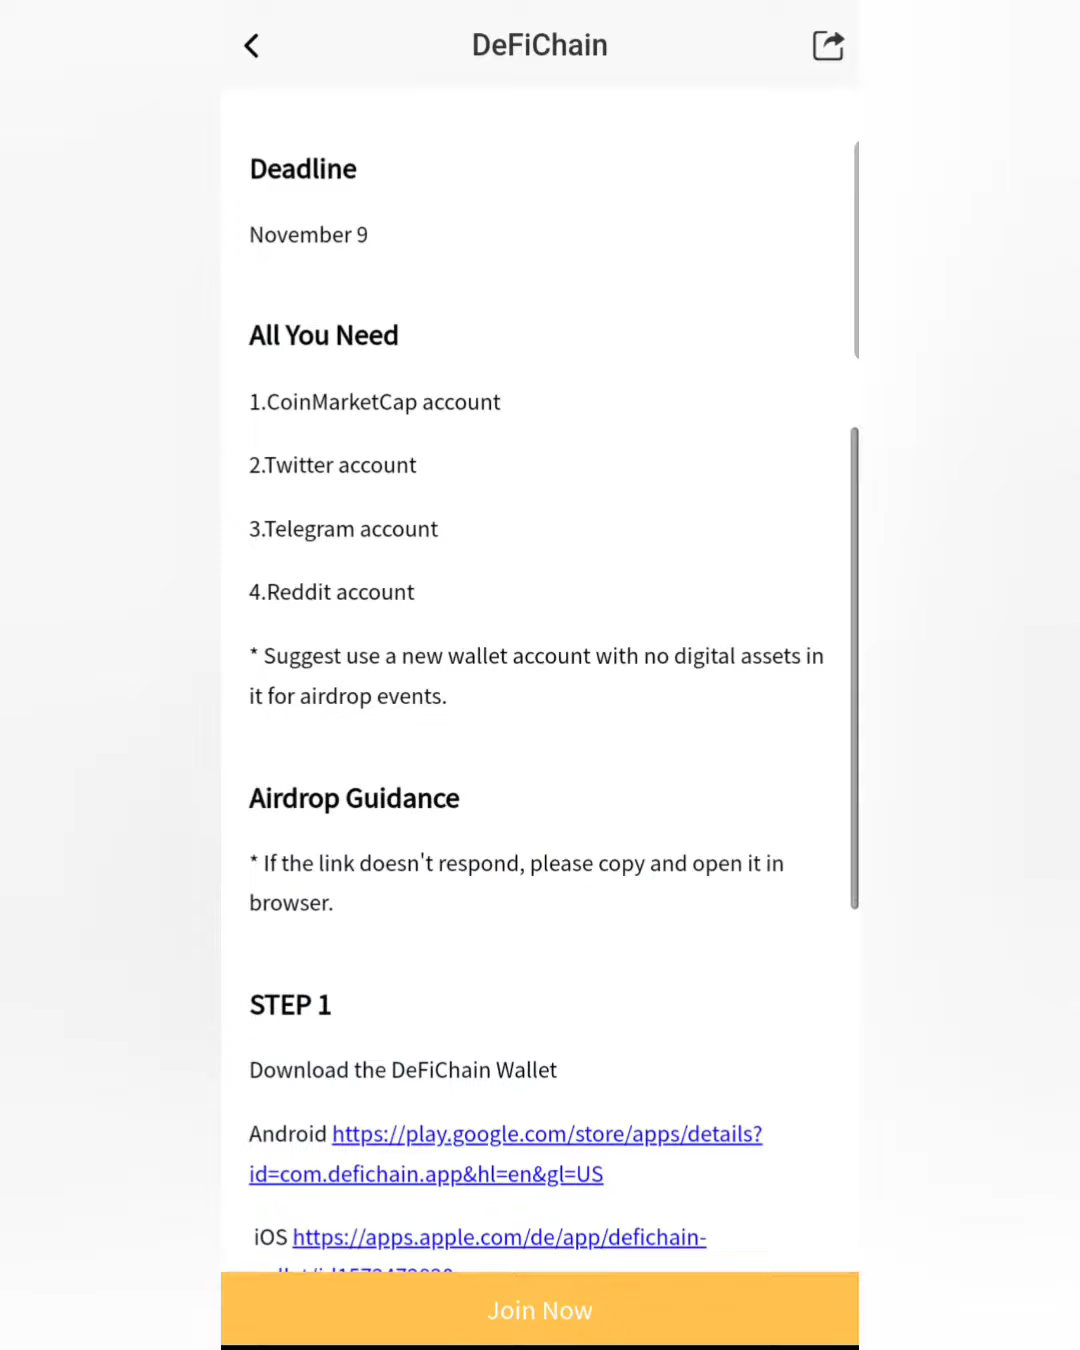 DeFiChain
Deadline
November 9
All You Need
1.CoinMarketCap account
2.Twitter account
3.Telegram account
4.Reddit account
* Suggest use a new wallet account with no digital assets in
it for airdrop events.
Airdrop Guidance
* If the link doesn't respond, please copy and open it in
browser.
STEP 1
Download the DeFiChain Wallet
Android https://play.google.com/store/apps/details?
id=com.defichain.app&hl=en&gl=US
iOS https://apps.apple.com/de/app/defichain-
Join Now